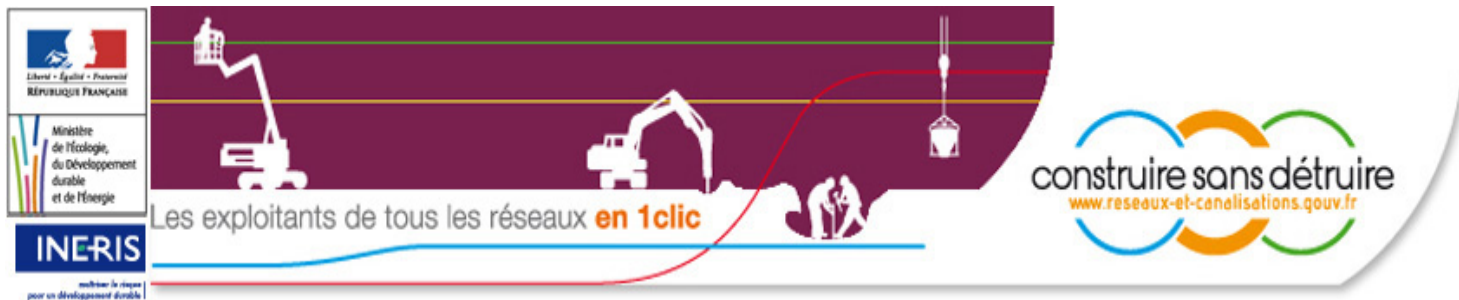 Liberté • Égalité • Fraternité
RÉPUBLIQUE FRANÇAISE
Ministère
de l'Écologie,
du Développement
durable
et de l'Énergie
INERIS
maîtriser le risque
pour un développement durable
Les exploitants de tous les réseaux en 1clic
construire sans détruire
www.reseaux-et-canalisations.gouv.fr